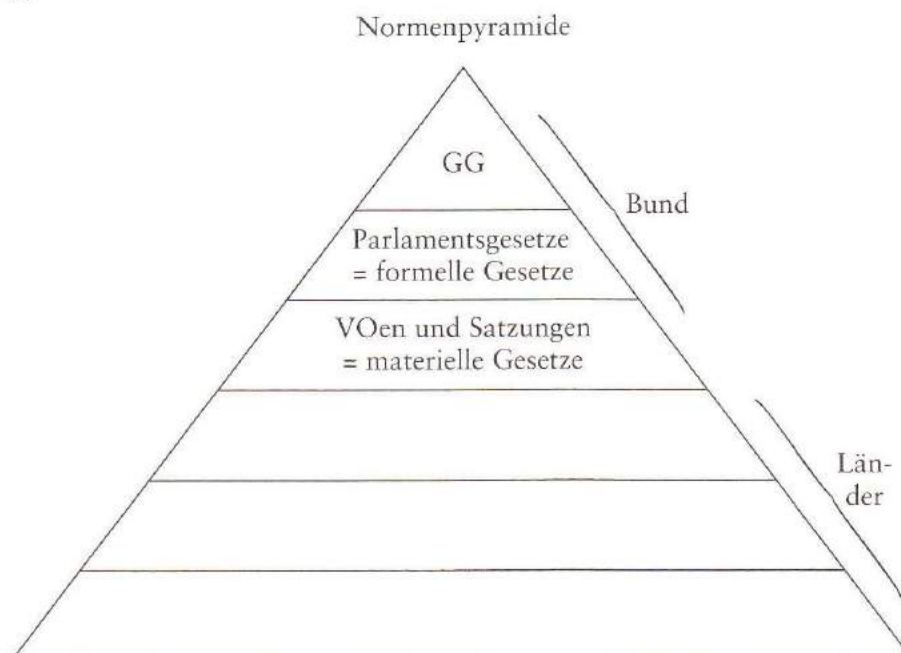 Normenpyramide
GG
Bund
Parlamentsgesetze
= formelle Gesetze
VOen und Satzungen
= materielle Gesetze
Län-
der